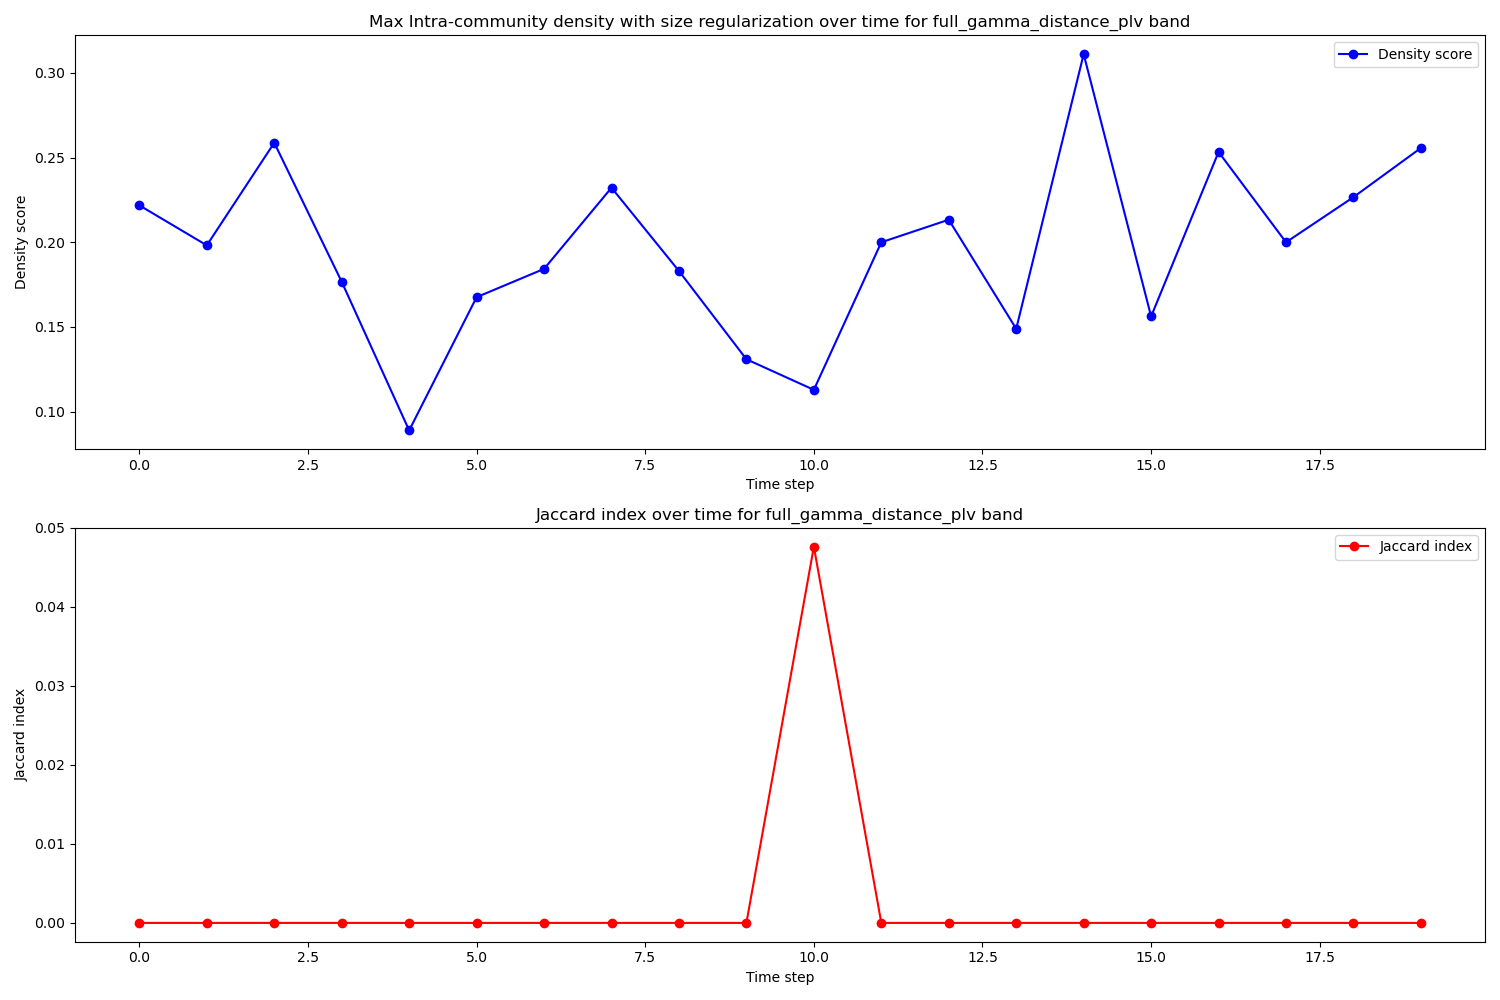 Max Intra-community density with size regularization over time for full_gamma_distance_plv band
Density score
Density score
0.30
0.25
0.20
0.15
0.10
0.0 2.5 5.0 7.5 10.0 12.5 15.0 17.5
Time step
Jaccard index over time for full_gamma_distance_plv band
Jaccard index
Jaccard index
0.05
0.04
0.03
0.02
0.01
0.00
0.0 2.5 5.0 7.5 10.0 12.5 15.0 17.5
Time step